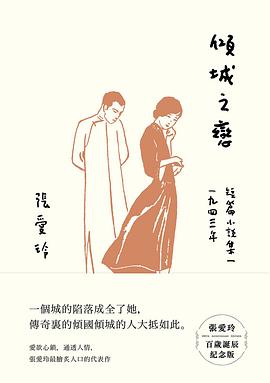 傾城之戀
短篇小說集一
一九四三年
張愛玲
一個城的陷落成全了她，
傳奇裏的傾國傾城的人大抵如此。
愛欲心鎖，通透人情，
張愛玲最膾炙人口的代表作
張愛玲
百歲誕辰
紀念版